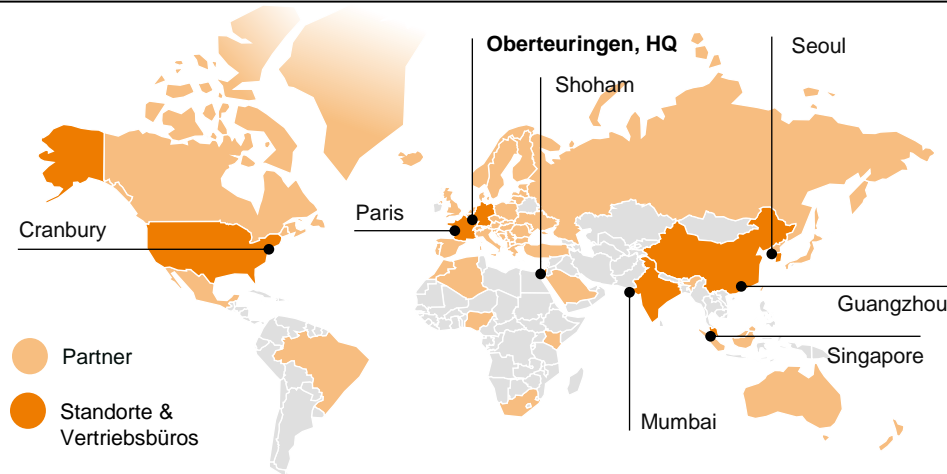 Oberteuringen, HQ
Seoul
Shoham
Paris
Cranbury
Guangzhou
Partner
Singapore
Standorte &
Vertriebsbüros
Mumbai